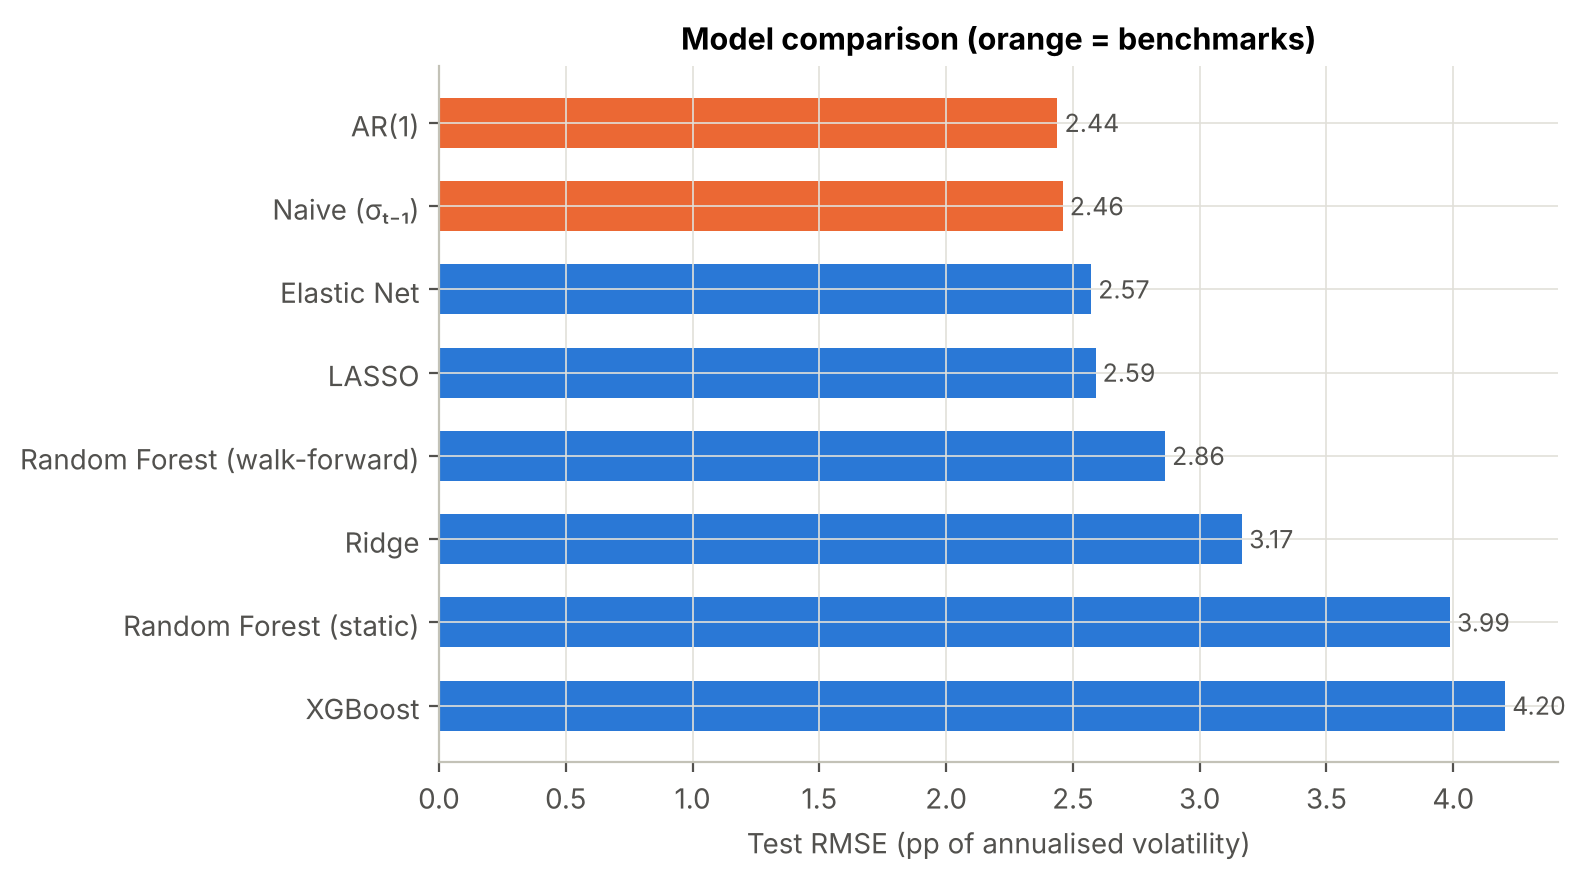 Model comparison (orange = benchmarks)
AR(1) 2.44
Naive (σₜ₋₁) 2.46
Elastic Net 2.57
LASSO 2.59
Random Forest (walk-forward) 2.86
Ridge 3.17
Random Forest (static) 3.99
XGBoost 4.20
0.0 0.5 1.0 1.5 2.0 2.5 3.0 3.5 4.0
Test RMSE (pp of annualised volatility)